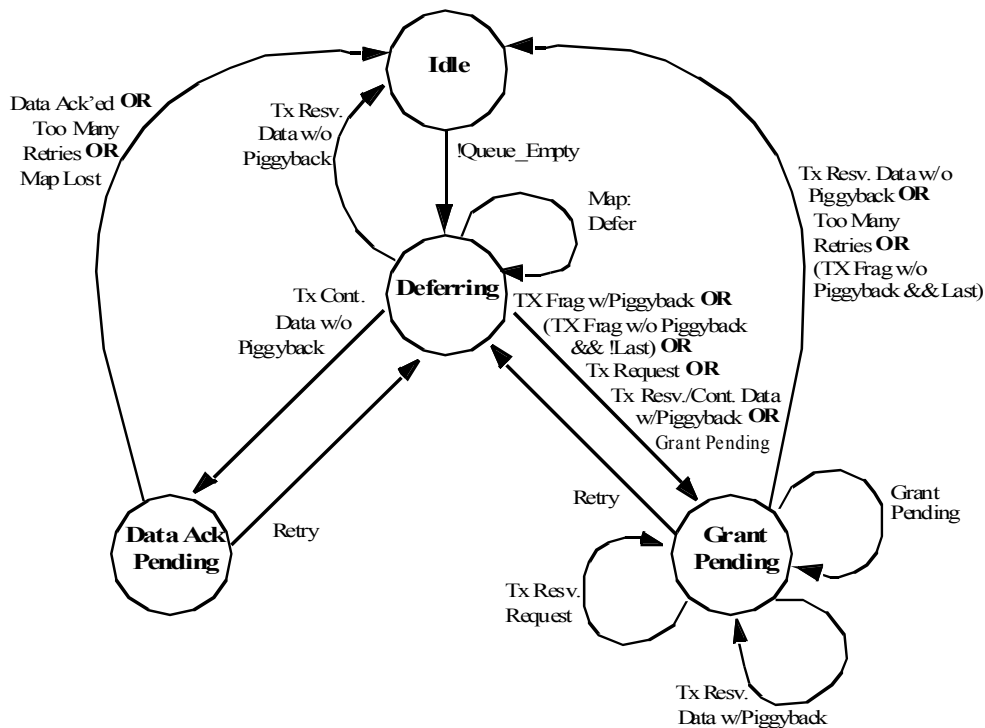 Idle
Data Ack'ed OR
Too Many
Retries OR
Map Lost
Tx Resv.
Data w/o
Piggyback
!Queue_Empty
Tx Resv. Data w/o
Piggyback OR
Too Many
Retries OR
(TX Frag w/o
Piggyback && Last)
Map:
Defer
Deferring
Tx Cont.
Data w/o
Piggyback
TX Frag w/Piggyback OR
(TX Frag w/o Piggyback
&& !Last) OR
Tx Request OR
Tx Resv./Cont. Data
w/Piggyback OR
Grant Pending
Retry
Retry
Data Ack
Pending
Grant
Pending
Grant
Pending
Tx Resv.
Request
Tx Resv.
Data w/Piggyback